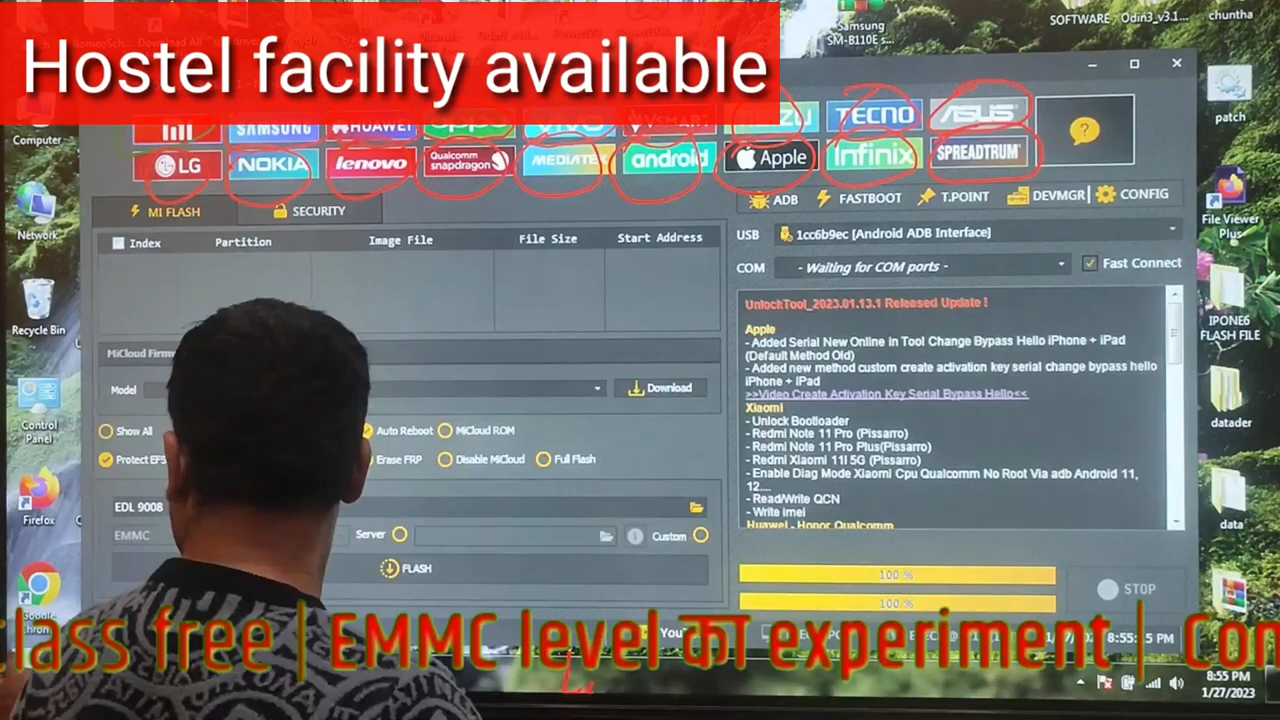 Hostel facility available
SOFTWARE
Odin3_v3.1...
chuntha
Samsung
SM-B110E s...
SAMSUNG
HUAWEI
OPPO
VIVO
VSMART
TECNO
ASUS
LG
NOKIA
lenovo
Qualcomm
snapdragon
MEDIATEK
android
Apple
Infinix
SPREADTRUM
?
Computer
patch
MI FLASH
SECURITY
ADB
FASTBOOT
T.POINT
DEVMGR
CONFIG
Index
Partition
Image File
File Size
Start Address
USB
1cc6b9ec [Android ADB Interface]
COM
- Waiting for COM ports -
Fast Connect
Network
File Viewer
Plus
Recycle Bin
IPONE6
FLASH FILE
UnlockTool_2023.01.13.1 Released Update !
Apple
- Added Serial New Online in Tool Change Bypass Hello iPhone + iPad
(Default Method Old)
- Added new method custom create activation key serial change bypass hello
iPhone + iPad
>>Video Create Activation Key Serial Bypass Hello<<
Xiaomi
- Unlock Bootloader
- Redmi Note 11 Pro (Pissarro)
- Redmi Note 11 Pro Plus(Pissarro)
- Redmi Xiaomi 11I 5G (Pissarro)
- Enable Diag Mode Xiaomi Cpu Qualcomm No Root Via adb Android 11,
12....
- Read/Write QCN
- Write imei
Huawei - Honor Qualcomm
MiCloud
Model
Download
Show All
Auto Reboot
MiCloud ROM
Protect EFS
Erase FRP
Disable MiCloud
Full Flash
EDL 9008
EMMC
Server
Custom
FLASH
Control
Panel
Firefox
Google
datader
data
100 %
100 %
STOP
class free | EMMC level का experiment | Con
8:55 PM
1/27/2023